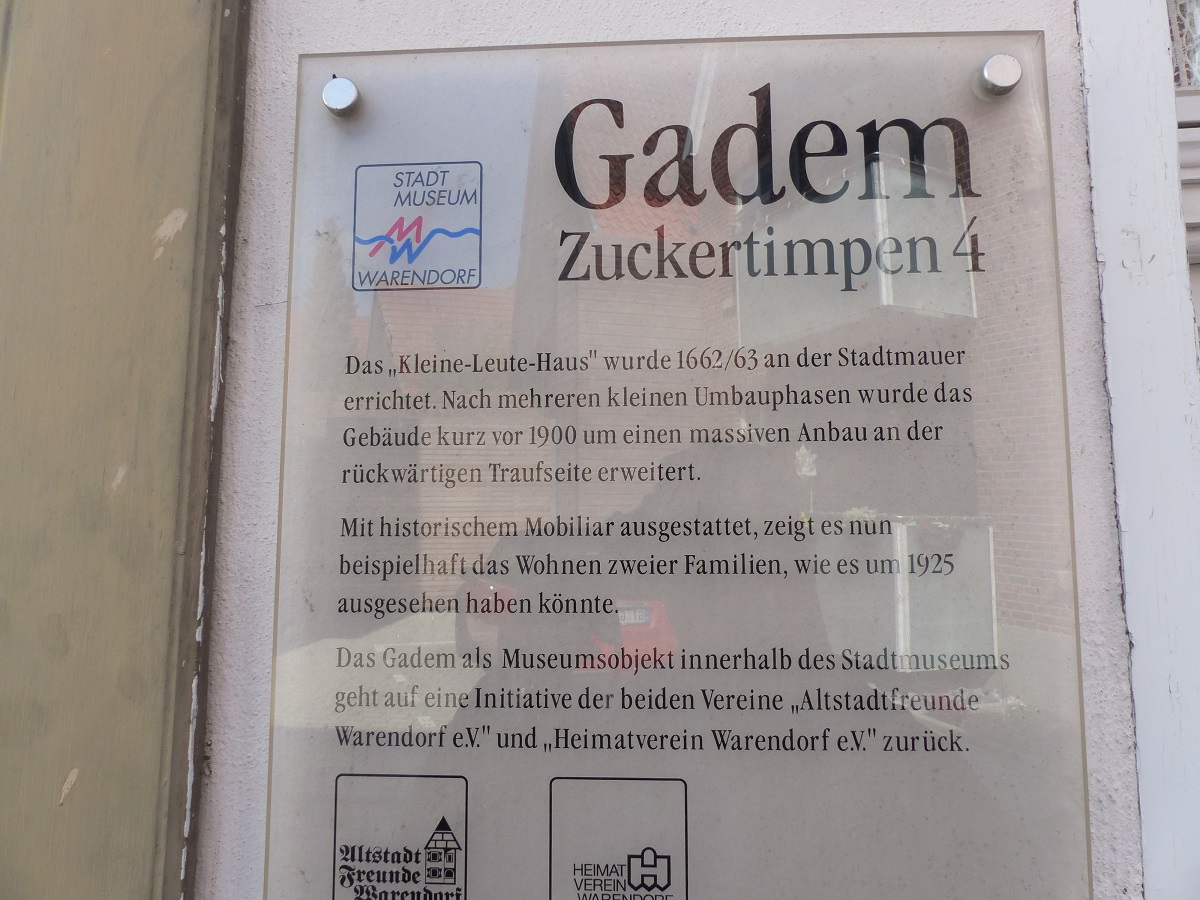 Gadem
Zuckertimpen 4
STADT
MUSEUM
WARENDORF
Das „Kleine-Leute-Haus" wurde 1662/63 an der Stadtmauer
errichtet. Nach mehreren kleinen Umbauphasen wurde das
Gebäude kurz vor 1900 um einen massiven Anbau an der
rückwärtigen Traufseite erweitert.
Mit historischem Mobiliar ausgestattet, zeigt es nun
beispielhaft das Wohnen zweier Familien, wie es um 1925
ausgesehen haben könnte.
Das Gadem als Museumsobjekt innerhalb des Stadtmuseums
geht auf eine Initiative der beiden Vereine „Altstadtfreunde
Warendorf e.V." und „Heimatverein Warendorf e.V." zurück.
Altstadt
Freunde
Warendorf
HEIMAT
VEREIN
WARENDORF